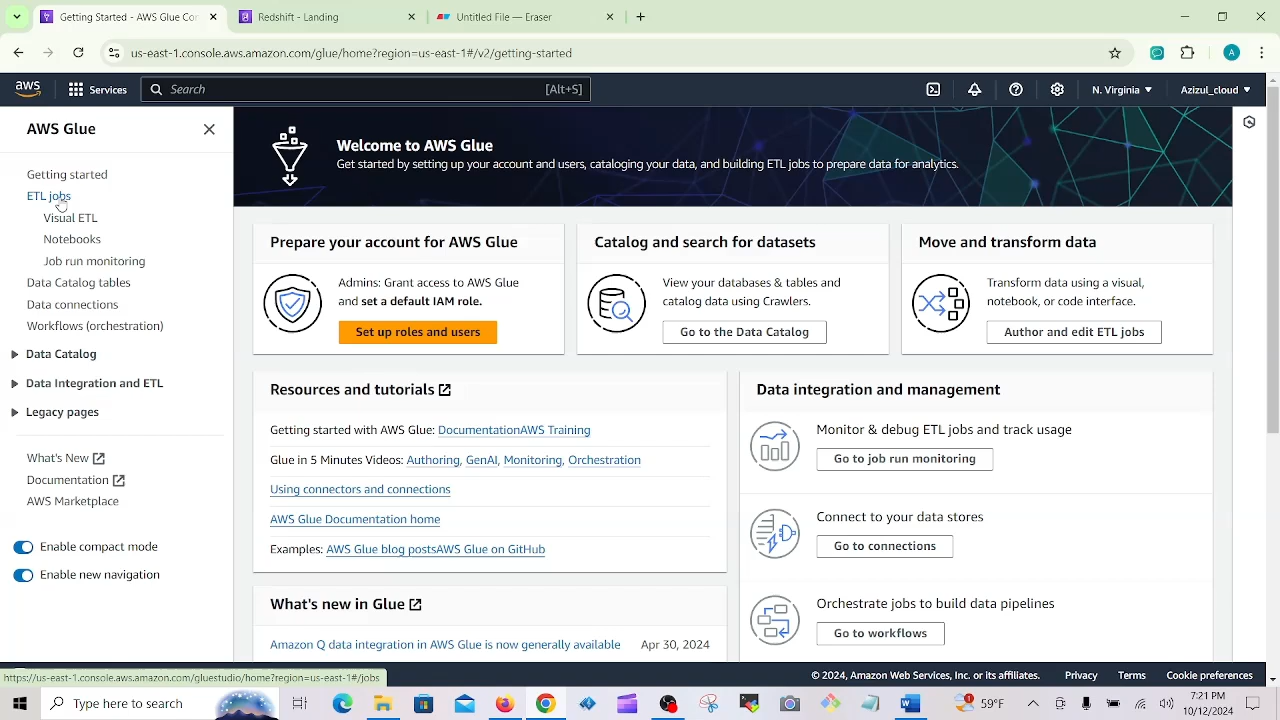 Getting Started - AWS Glue Con
Redshift - Landing
Untitled File — Eraser
us-east-1.console.aws.amazon.com/glue/home?region=us-east-1#/v2/getting-started
A
aws
Services
Search
[Alt+S]
N. Virginia
Azizul_cloud
AWS Glue
Getting started
ETL jobs
Visual ETL
Notebooks
Job run monitoring
Data Catalog tables
Data connections
Workflows (orchestration)
Data Catalog
Data Integration and ETL
Legacy pages
What's New
Documentation
AWS Marketplace
Enable compact mode
Enable new navigation
Welcome to AWS Glue
Get started by setting up your account and users, cataloging your data, and building ETL jobs to prepare data for analytics.
Prepare your account for AWS Glue
Admins: Grant access to AWS Glue
and set a default IAM role.
Set up roles and users
Catalog and search for datasets
View your databases & tables and
catalog data using Crawlers.
Go to the Data Catalog
Move and transform data
Transform data using a visual,
notebook, or code interface.
Author and edit ETL jobs
Resources and tutorials
Getting started with AWS Glue: DocumentationAWS Training
Glue in 5 Minutes Videos: Authoring, GenAI, Monitoring, Orchestration
Using connectors and connections
AWS Glue Documentation home
Examples: AWS Glue blog postsAWS Glue on GitHub
What's new in Glue
Amazon Q data integration in AWS Glue is now generally available Apr 30, 2024
Data integration and management
Monitor & debug ETL jobs and track usage
Go to job run monitoring
Connect to your data stores
Go to connections
Orchestrate jobs to build data pipelines
Go to workflows
https://us-east-1.console.aws.amazon.com/gluestudio/home?region=us-east-1#/jobs
© 2024, Amazon Web Services, Inc. or its affiliates.
Privacy
Terms
Cookie preferences
Type here to search
59°F
7:21 PM
10/12/2024